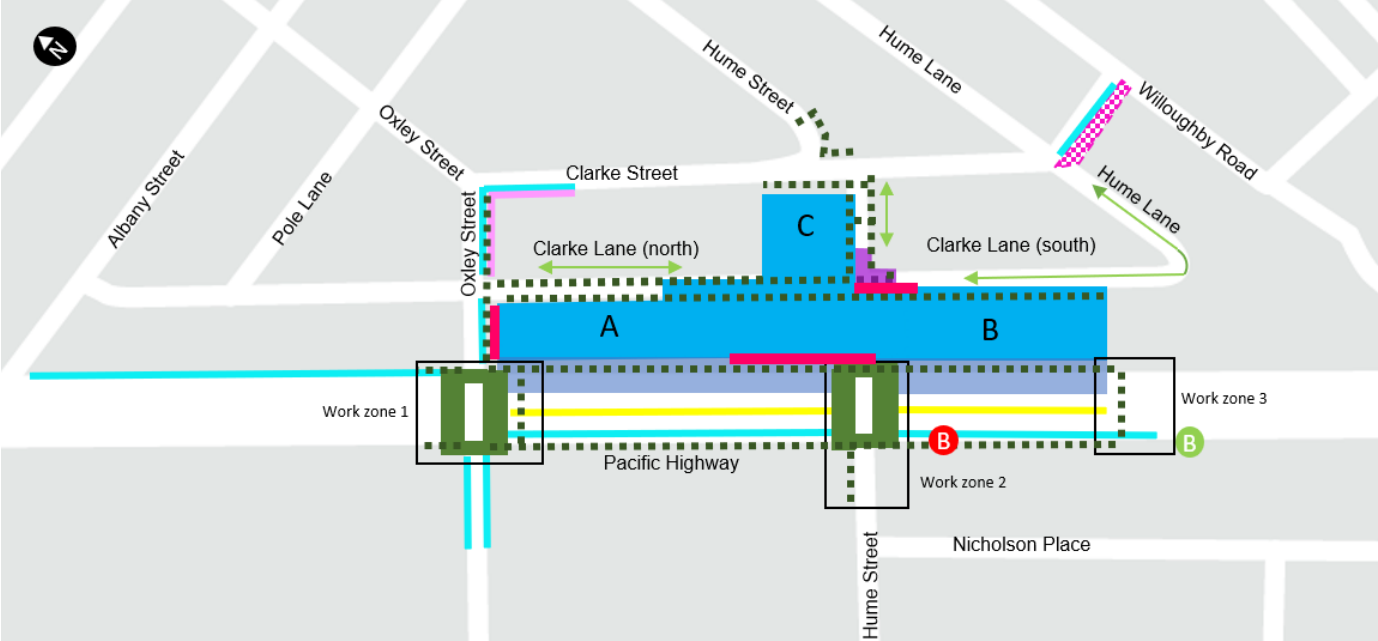 N
Hume Street
Hume Lane
Willoughby Road
Oxley Street
Albany Street
Pole Lane
Clarke Street
Hume Lane
Oxley Street
C
Clarke Lane (north)
Clarke Lane (south)
A
B
Work zone 1
Work zone 3
B
B
Pacific Highway
Work zone 2
Hume Street
Nicholson Place